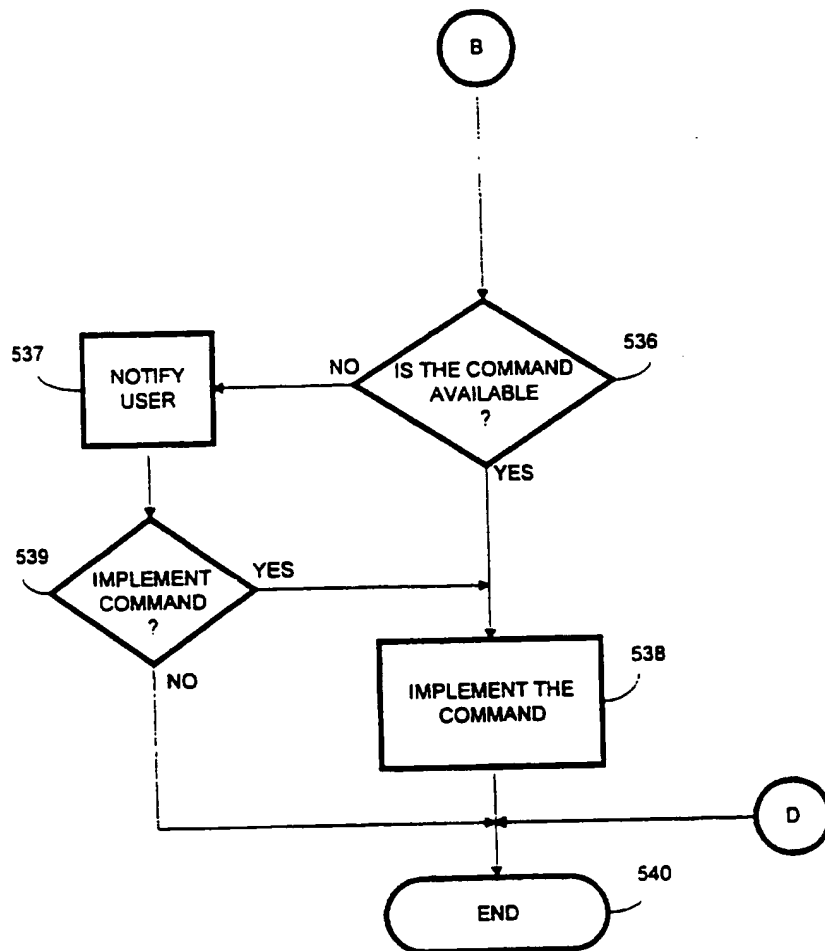 B
536
IS THE COMMAND
AVAILABLE
?
NO
YES
537
NOTIFY
USER
539
IMPLEMENT
COMMAND
?
YES
NO
538
IMPLEMENT THE
COMMAND
D
540
END